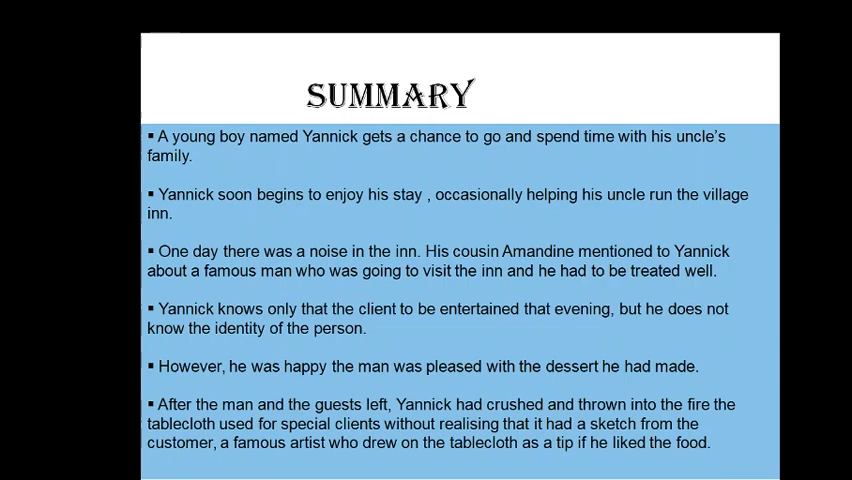 SUMMARY
▪ A young boy named Yannick gets a chance to go and spend time with his uncle's
family.
▪ Yannick soon begins to enjoy his stay , occasionally helping his uncle run the village
inn.
▪ One day there was a noise in the inn. His cousin Amandine mentioned to Yannick
about a famous man who was going to visit the inn and he had to be treated well.
▪ Yannick knows only that the client to be entertained that evening, but he does not
know the identity of the person.
▪ However, he was happy the man was pleased with the dessert he had made.
▪ After the man and the guests left, Yannick had crushed and thrown into the fire the
tablecloth used for special clients without realising that it had a sketch from the
customer, a famous artist who drew on the tablecloth as a tip if he liked the food.